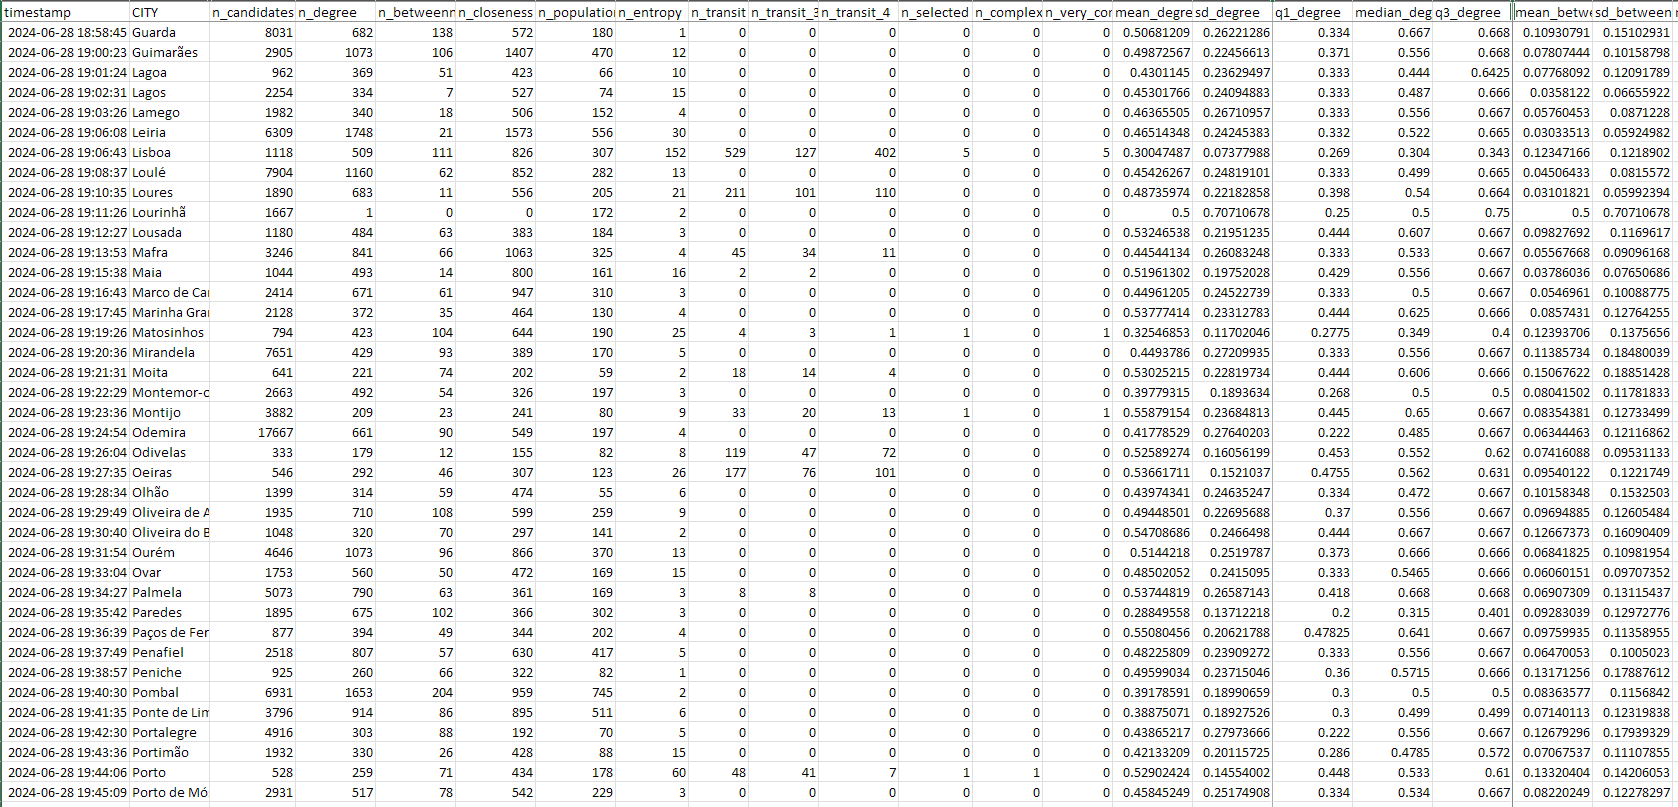 timestamp CITY n_candidates n_degree n_betweenn n_closeness n_population n_entropy n_transit n_transit_3 n_transit_4 n_selected n_complex n_very_cor mean_degre sd_degree q1_degree median_deg q3_degree mean_betwe sd_between
2024-06-28 18:58:45 Guarda 8031 682 138 572 180 1 0 0 0 0 0 0 0.50681209 0.26221286 0.334 0.667 0.668 0.10930791 0.15102931
2024-06-28 19:00:23 Guimarães 2905 1073 106 1407 470 12 0 0 0 0 0 0 0.49872567 0.22456613 0.371 0.556 0.668 0.07807444 0.10158798
2024-06-28 19:01:24 Lagoa 962 369 51 423 66 10 0 0 0 0 0 0 0.4301145 0.23629497 0.333 0.444 0.6425 0.07768092 0.12091789
2024-06-28 19:02:31 Lagos 2254 334 7 527 74 15 0 0 0 0 0 0 0.45301766 0.24094883 0.333 0.487 0.666 0.0358122 0.06655922
2024-06-28 19:03:26 Lamego 1982 340 18 506 152 4 0 0 0 0 0 0 0.46365505 0.26710957 0.333 0.556 0.667 0.05760453 0.0871228
2024-06-28 19:06:08 Leiria 6309 1748 21 1573 556 30 0 0 0 0 0 0 0.46514348 0.24245383 0.332 0.522 0.665 0.03033513 0.05924982
2024-06-28 19:06:43 Lisboa 1118 509 111 826 307 152 529 127 402 5 0 5 0.30047487 0.07377988 0.269 0.304 0.343 0.12347166 0.1218902
2024-06-28 19:08:37 Loulé 7904 1160 62 852 282 13 0 0 0 0 0 0 0.45426267 0.24819101 0.333 0.499 0.665 0.04506433 0.0815572
2024-06-28 19:10:35 Loures 1890 683 11 556 205 21 211 101 110 0 0 0 0.48735974 0.22182858 0.398 0.54 0.664 0.03101821 0.05992394
2024-06-28 19:11:26 Lourinhã 1667 1 0 0 172 2 0 0 0 0 0 0 0.5 0.70710678 0.25 0.5 0.75 0.5 0.70710678
2024-06-28 19:12:27 Lousada 1180 484 63 383 184 3 0 0 0 0 0 0 0.53246538 0.21951235 0.444 0.607 0.667 0.09827692 0.1169617
2024-06-28 19:13:53 Mafra 3246 841 66 1063 325 4 45 34 11 0 0 0 0.44544134 0.26083248 0.333 0.533 0.667 0.05567668 0.09096168
2024-06-28 19:15:38 Maia 1044 493 14 800 161 16 2 2 0 0 0 0 0.51961302 0.19752028 0.429 0.556 0.667 0.03786036 0.07650686
2024-06-28 19:16:43 Marco de Car 2414 671 61 947 310 3 0 0 0 0 0 0 0.44961205 0.24522739 0.333 0.5 0.667 0.0546961 0.10088775
2024-06-28 19:17:45 Marinha Gran 2128 372 35 464 130 4 0 0 0 0 0 0 0.53777414 0.23312783 0.444 0.625 0.666 0.0857431 0.12764255
2024-06-28 19:19:26 Matosinhos 794 423 104 644 190 25 4 3 1 1 0 1 0.32546853 0.11702046 0.2775 0.349 0.4 0.12393706 0.1375656
2024-06-28 19:20:36 Mirandela 7651 429 93 389 170 5 0 0 0 0 0 0 0.4493786 0.27209935 0.333 0.556 0.667 0.11385734 0.18480039
2024-06-28 19:21:31 Moita 641 221 74 202 59 2 18 14 4 0 0 0 0.53025215 0.22819734 0.444 0.606 0.666 0.15067622 0.18851428
2024-06-28 19:22:29 Montemor-o 2663 492 54 326 197 3 0 0 0 0 0 0 0.39779315 0.1893634 0.268 0.5 0.5 0.08041502 0.11781833
2024-06-28 19:23:36 Montijo 3882 209 23 241 80 9 33 20 13 1 0 1 0.55879154 0.23684813 0.445 0.65 0.667 0.08354381 0.12733499
2024-06-28 19:24:54 Odemira 17667 661 90 549 197 4 0 0 0 0 0 0 0.41778529 0.27640203 0.222 0.485 0.667 0.06344463 0.12116862
2024-06-28 19:26:04 Odivelas 333 179 12 155 82 8 119 47 72 0 0 0 0.52589274 0.16056199 0.453 0.552 0.62 0.07416088 0.09531133
2024-06-28 19:27:35 Oeiras 546 292 46 307 123 26 177 76 101 0 0 0 0.53661711 0.1521037 0.4755 0.562 0.631 0.09540122 0.1221749
2024-06-28 19:28:34 Olhão 1399 314 59 474 55 6 0 0 0 0 0 0 0.43974341 0.24635247 0.334 0.472 0.667 0.10158348 0.1532503
2024-06-28 19:29:49 Oliveira de A 1935 710 108 599 259 9 0 0 0 0 0 0 0.49448501 0.22695688 0.37 0.556 0.667 0.09694885 0.12605484
2024-06-28 19:30:40 Oliveira do B 1048 320 70 297 141 2 0 0 0 0 0 0 0.54708686 0.2466498 0.444 0.667 0.667 0.12667373 0.16090409
2024-06-28 19:31:54 Ourém 4646 1073 96 866 370 13 0 0 0 0 0 0 0.5144218 0.2519787 0.373 0.666 0.666 0.06841825 0.10981954
2024-06-28 19:33:04 Ovar 1753 560 50 472 169 15 0 0 0 0 0 0 0.48502052 0.2415095 0.333 0.5465 0.666 0.06060151 0.09707352
2024-06-28 19:34:27 Palmela 5073 790 63 361 169 3 8 8 0 0 0 0 0.53744819 0.26587143 0.418 0.668 0.668 0.06907309 0.13115437
2024-06-28 19:35:42 Paredes 1895 675 102 366 302 3 0 0 0 0 0 0 0.28849558 0.13712218 0.2 0.315 0.401 0.09283039 0.12972776
2024-06-28 19:36:39 Paços de Fer 877 394 49 344 202 4 0 0 0 0 0 0 0.55080456 0.20621788 0.47825 0.641 0.667 0.09759935 0.11358955
2024-06-28 19:37:49 Penafiel 2518 807 57 630 417 5 0 0 0 0 0 0 0.48225809 0.23909272 0.333 0.556 0.667 0.06470053 0.1005023
2024-06-28 19:38:57 Peniche 925 260 66 322 82 1 0 0 0 0 0 0 0.49599034 0.23715046 0.36 0.5715 0.666 0.13171256 0.17887612
2024-06-28 19:40:30 Pombal 6931 1653 204 959 745 2 0 0 0 0 0 0 0.39178591 0.18990659 0.3 0.5 0.5 0.08363577 0.1156842
2024-06-28 19:41:35 Ponte de Lim 3796 914 86 895 511 6 0 0 0 0 0 0 0.38875071 0.18927526 0.3 0.499 0.499 0.07140113 0.12319838
2024-06-28 19:42:30 Portalegre 4916 303 88 192 70 5 0 0 0 0 0 0 0.43865217 0.27973666 0.222 0.556 0.667 0.12679296 0.17939329
2024-06-28 19:43:36 Portimão 1932 330 26 428 88 15 0 0 0 0 0 0 0.42133209 0.20115725 0.286 0.4785 0.572 0.07067537 0.11107855
2024-06-28 19:44:06 Porto 528 259 71 434 178 60 48 41 7 1 1 0 0.52902424 0.14554002 0.448 0.533 0.61 0.13320404 0.14206053
2024-06-28 19:45:09 Porto de Mó 2931 517 78 542 229 3 0 0 0 0 0 0 0.45845249 0.25174908 0.334 0.534 0.667 0.08220249 0.12278297